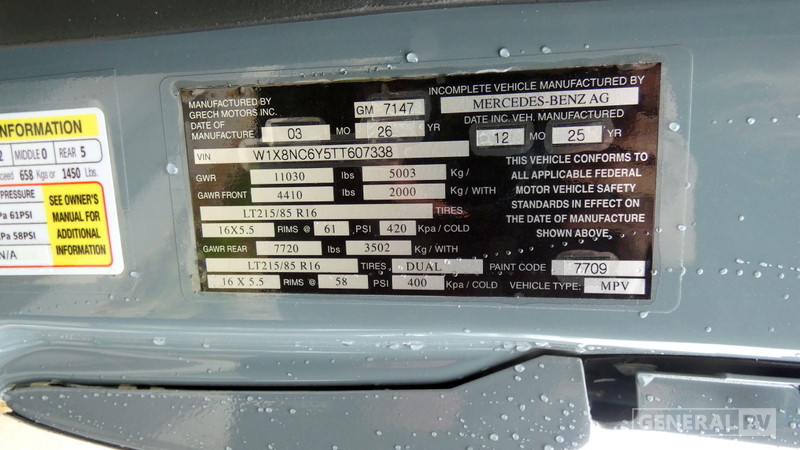 NFORMATION
2 MIDDLE 0 REAR 5
ceed 658 Kgs or 1450 Lbs.
PRESSURE
Pa 61PSI
Pa 58PSI
N/A
SEE OWNER'S
MANUAL FOR
ADDITIONAL
INFORMATION
MANUFACTURED BY
GRECH MOTORS INC.
GM 7147
DATE OF
MANUFACTURE 03 MO 26 YR
INCOMPLETE VEHICLE MANUFACTURED BY
MERCEDES-BENZ AG
DATE INC. VEH. MANUFACTURED
12 MO 25 YR
VIN W1X8NC6Y5TT607338
GWR 11030 lbs 5003 Kg/
GAWR FRONT 4410 lbs 2000 Kg/WITH
LT215/85 R16 TIRES
16X5.5 RIMS @ 61 PSI 420 Kpa / COLD
GAWR REAR 7720 lbs 3502 Kg/WITH
LT215/85 R16 TIRES DUAL
16 X 5.5 RIMS @ 58 PSI 400 Kpa / COLD
THIS VEHICLE CONFORMS TO
ALL APPLICABLE FEDERAL
MOTOR VEHICLE SAFETY
STANDARDS IN EFFECT ON
THE DATE OF MANUFACTURE
SHOWN ABOVE.
PAINT CODE 7709
VEHICLE TYPE: MPV
GENERAL RV